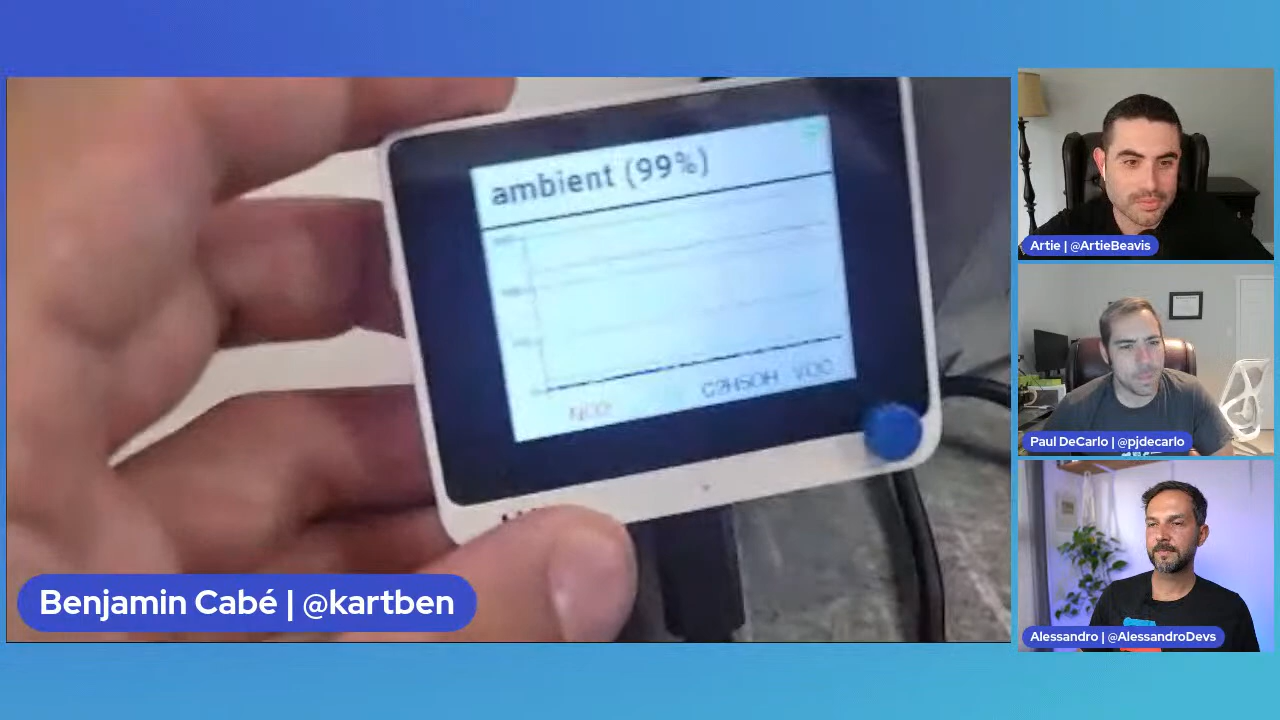 ambient (99%)
C2H5OH VOC
Benjamin Cabé | @kartben
Artie | @ArtieBeavis
Paul DeCarlo | @pjdecarlo
Alessandro | @AlessandroDevs